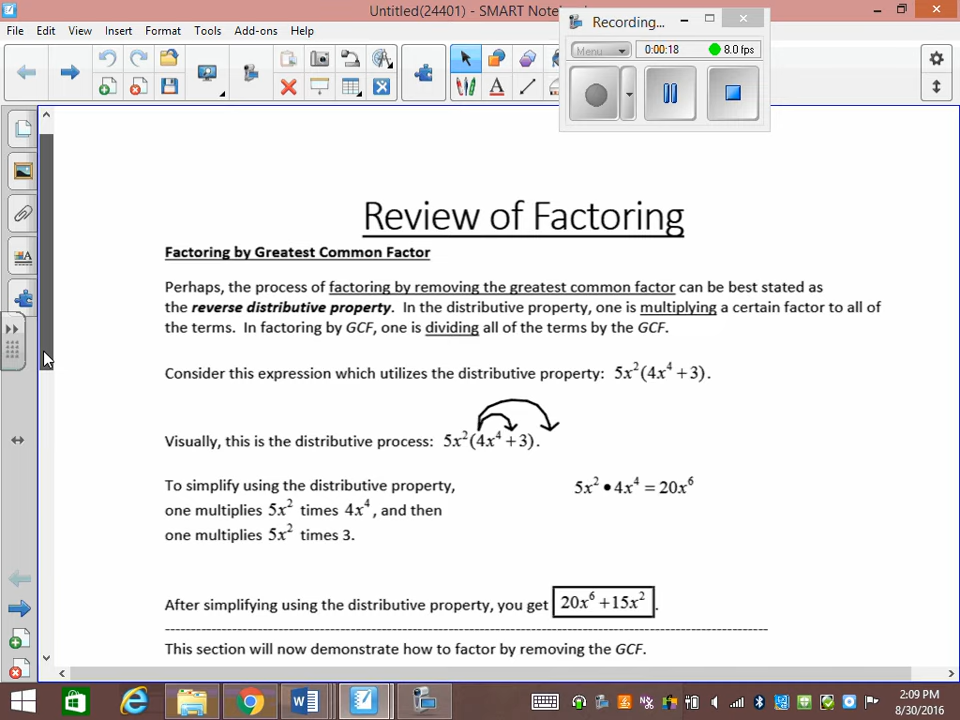 Untitled(24401) - SMART Note
Recording...
File Edit View Insert Format Tools Add-ons Help
Menu 0:00:18 8.0 fps
Review of Factoring
Factoring by Greatest Common Factor
Perhaps, the process of factoring by removing the greatest common factor can be best stated as
the reverse distributive property. In the distributive property, one is multiplying a certain factor to all of
the terms. In factoring by GCF, one is dividing all of the terms by the GCF.
Consider this expression which utilizes the distributive property: 5x²(4x⁴ + 3).
Visually, this is the distributive process: 5x²(4x⁴ + 3).
To simplify using the distributive property,
5x² • 4x⁴ = 20x⁶
one multiplies 5x² times 4x⁴, and then
one multiplies 5x² times 3.
After simplifying using the distributive property, you get 20x⁶ + 15x².
--------------------------------------------------------------------------------
This section will now demonstrate how to factor by removing the GCF.
2:09 PM
8/30/2016